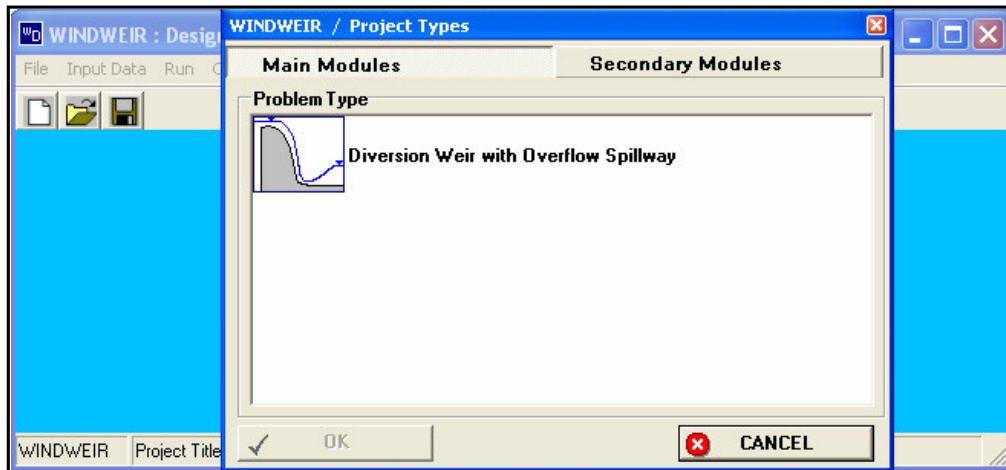 WD WINDWEIR : Desig
WINDWEIR / Project Types
File Input Data Run
Main Modules
Secondary Modules
Problem Type
Diversion Weir with Overflow Spillway
OK
CANCEL
WINDWEIR Project Title